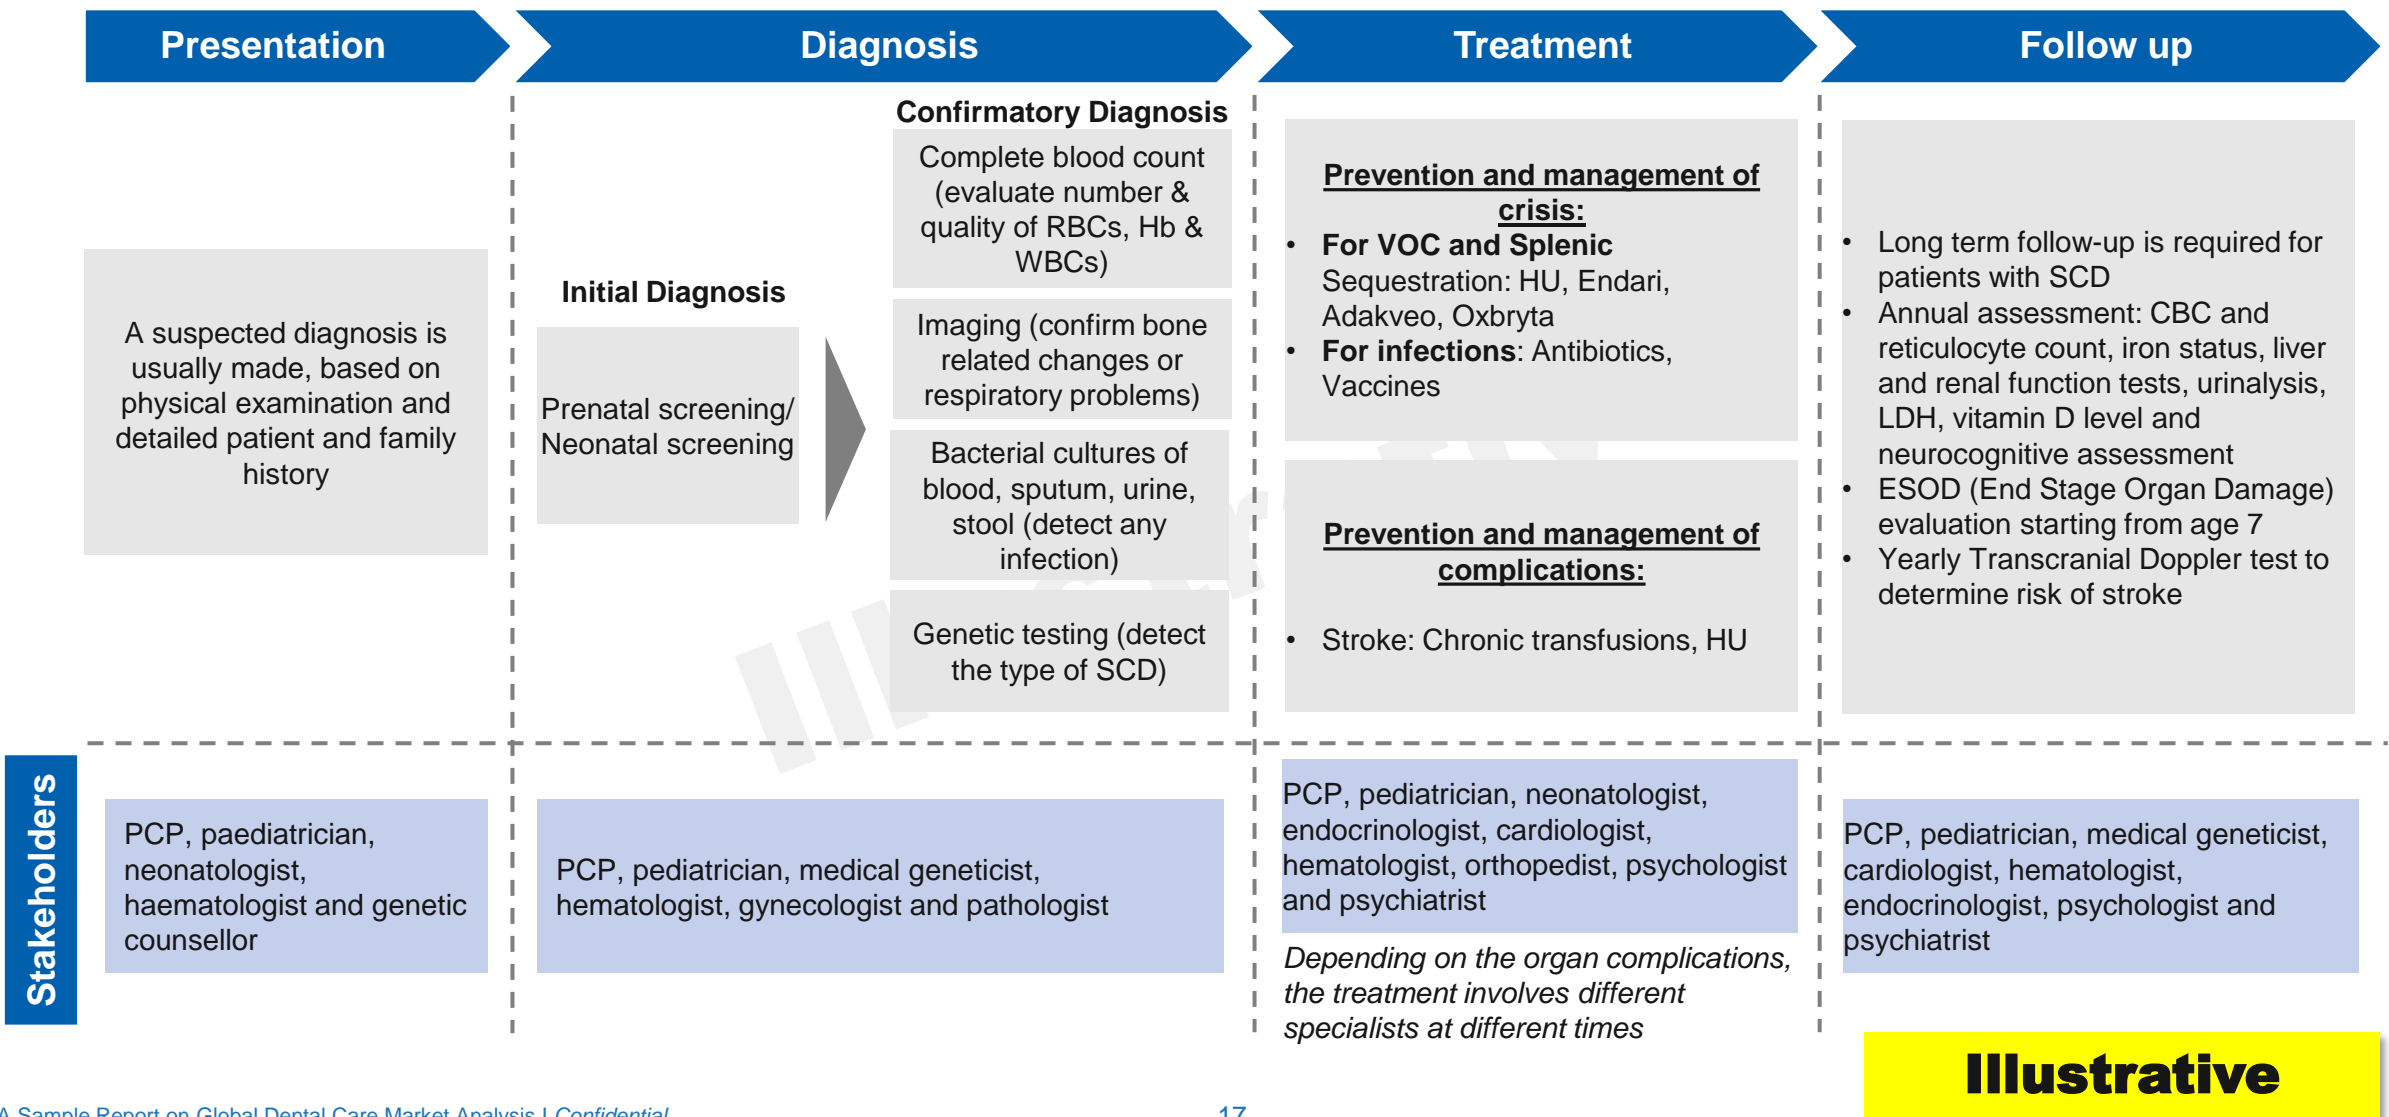 Presentation
Diagnosis
Treatment
Follow up
A suspected diagnosis is
usually made, based on
physical examination and
detailed patient and family
history
Initial Diagnosis
Prenatal screening/
Neonatal screening
Confirmatory Diagnosis
Complete blood count
(evaluate number &
quality of RBCs, Hb &
WBCs)
Imaging (confirm bone
related changes or
respiratory problems)
Bacterial cultures of
blood, sputum, urine,
stool (detect any
infection)
Genetic testing (detect
the type of SCD)
Prevention and management of
crisis:
• For VOC and Splenic
Sequestration: HU, Endari,
Adakveo, Oxbryta
• For infections: Antibiotics,
Vaccines
Prevention and management of
complications:
• Stroke: Chronic transfusions, HU
• Long term follow-up is required for
patients with SCD
• Annual assessment: CBC and
reticulocyte count, iron status, liver
and renal function tests, urinalysis,
LDH, vitamin D level and
neurocognitive assessment
• ESOD (End Stage Organ Damage)
evaluation starting from age 7
• Yearly Transcranial Doppler test to
determine risk of stroke
Stakeholders
PCP, paediatrician,
neonatologist,
haematologist and genetic
counsellor
PCP, pediatrician, medical geneticist,
hematologist, gynecologist and pathologist
PCP, pediatrician, neonatologist,
endocrinologist, cardiologist,
hematologist, orthopedist, psychologist
and psychiatrist
Depending on the organ complications,
the treatment involves different
specialists at different times
PCP, pediatrician, medical geneticist,
cardiologist, hematologist,
endocrinologist, psychologist and
psychiatrist
Illustrative
A Sample Report on Global Dental Care Market Analysis I Confidential
17